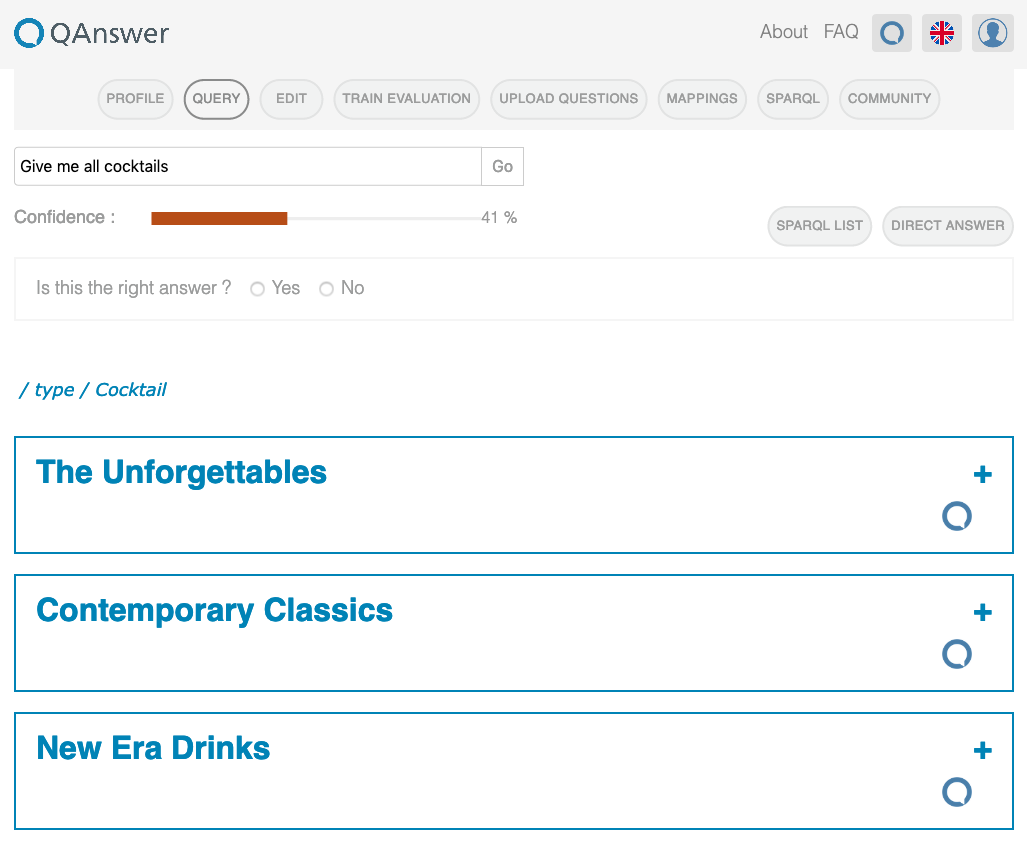 QAnswer
About FAQ
PROFILE QUERY EDIT TRAIN EVALUATION UPLOAD QUESTIONS MAPPINGS SPARQL COMMUNITY
Give me all cocktails Go
Confidence : 41 %
SPARQL LIST DIRECT ANSWER
Is this the right answer ? Yes No
/ type / Cocktail
The Unforgettables +
Contemporary Classics +
New Era Drinks +